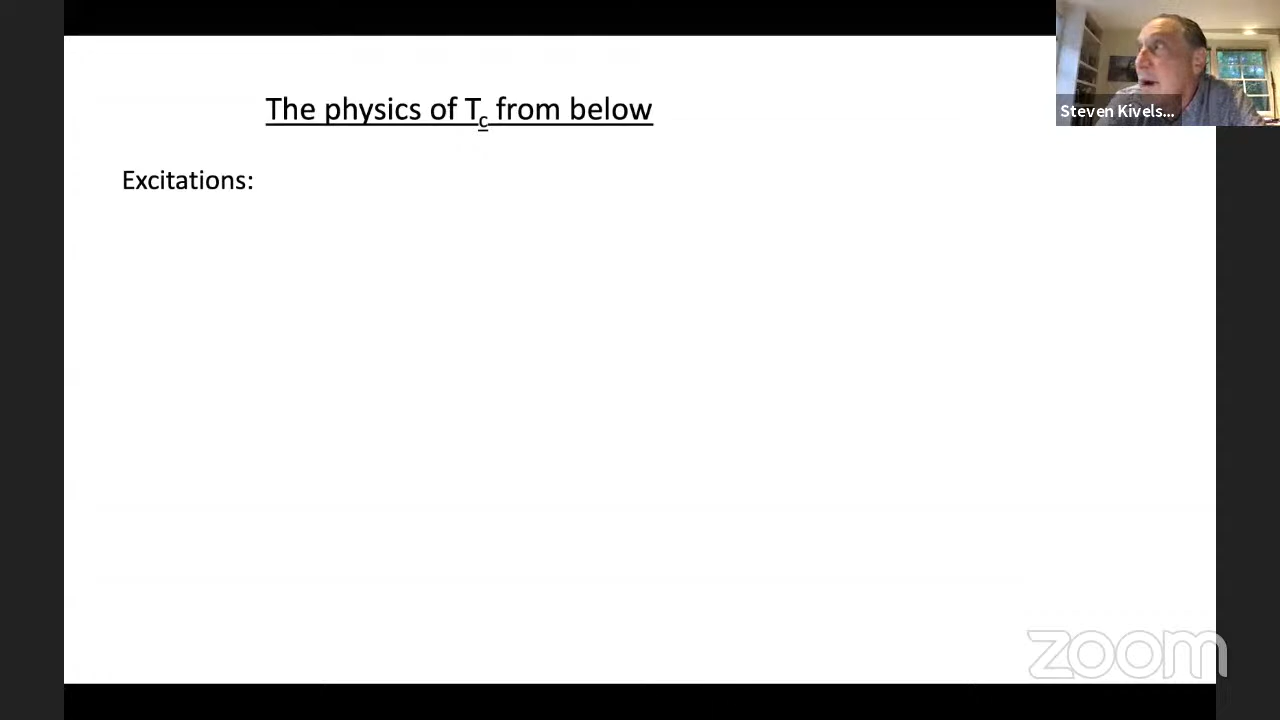 The physics of Tc from below
Steven Kivels...
Excitations:
zoom